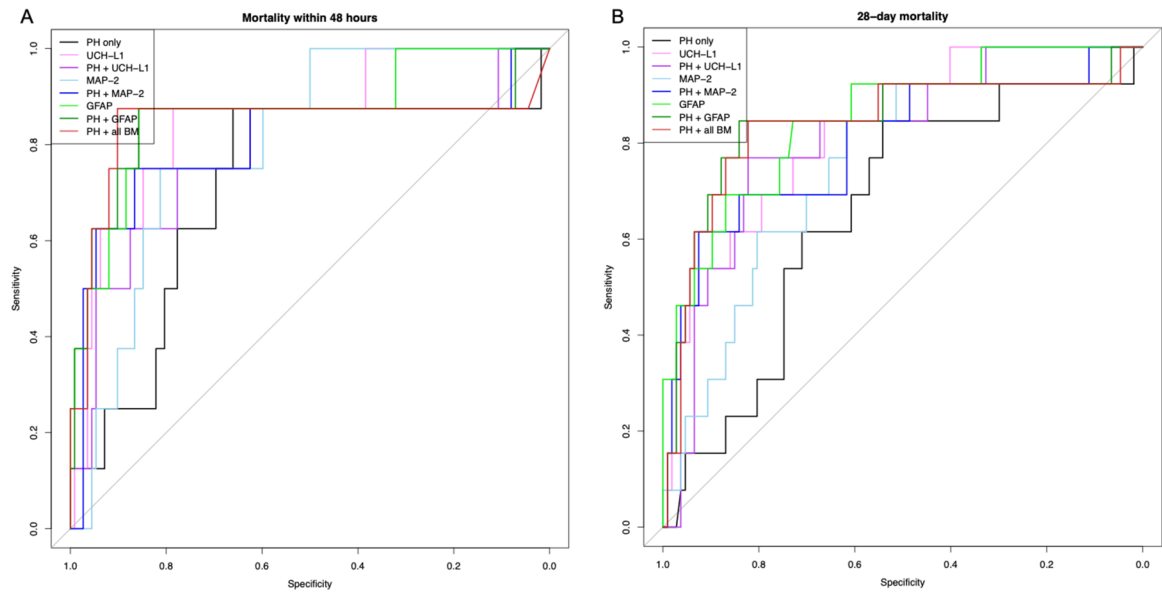 A
Mortality within 48 hours
PH only
UCH-L1
PH + UCH-L1
MAP-2
PH + MAP-2
GFAP
PH + GFAP
PH + all BM
Sensitivity
1.0
0.8
0.6
0.4
0.2
0.0
1.0 0.8 0.6 0.4 0.2 0.0
Specificity
B
28-day mortality
PH only
UCH-L1
PH + UCH-L1
MAP-2
PH + MAP-2
GFAP
PH + GFAP
PH + all BM
Sensitivity
1.0
0.8
0.6
0.4
0.2
0.0
1.0 0.8 0.6 0.4 0.2 0.0
Specificity